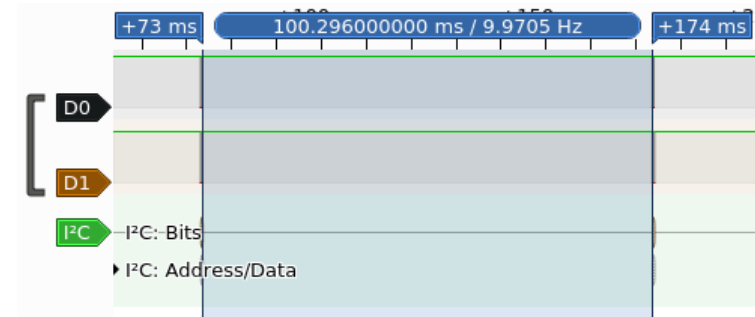 +73 ms 100.296000000 ms / 9.9705 Hz +174 ms
D0
D1
I²C I²C: Bits
I²C: Address/Data